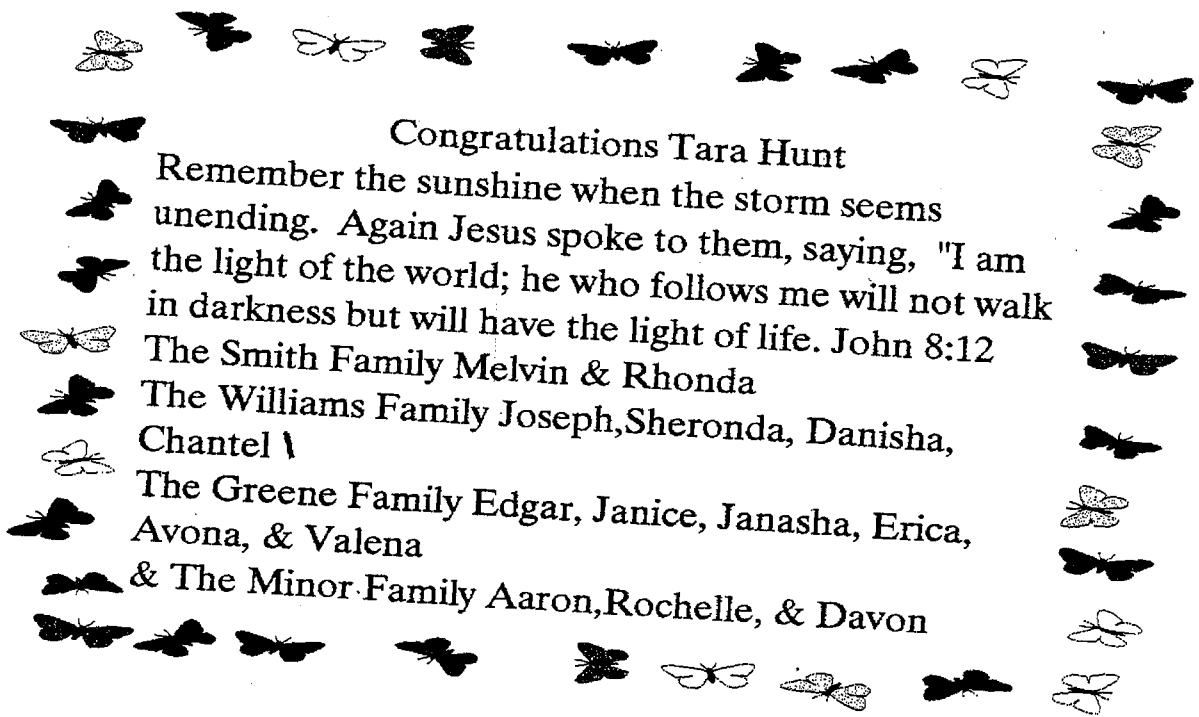 Congratulations Tara Hunt
Remember the sunshine when the storm seems
unending. Again Jesus spoke to them, saying, "I am
the light of the world; he who follows me will not walk
in darkness but will have the light of life. John 8:12
The Smith Family Melvin & Rhonda
The Williams Family Joseph,Sheronda, Danisha,
Chantel \
The Greene Family Edgar, Janice, Janasha, Erica,
Avona, & Valena
& The Minor Family Aaron,Rochelle, & Davon